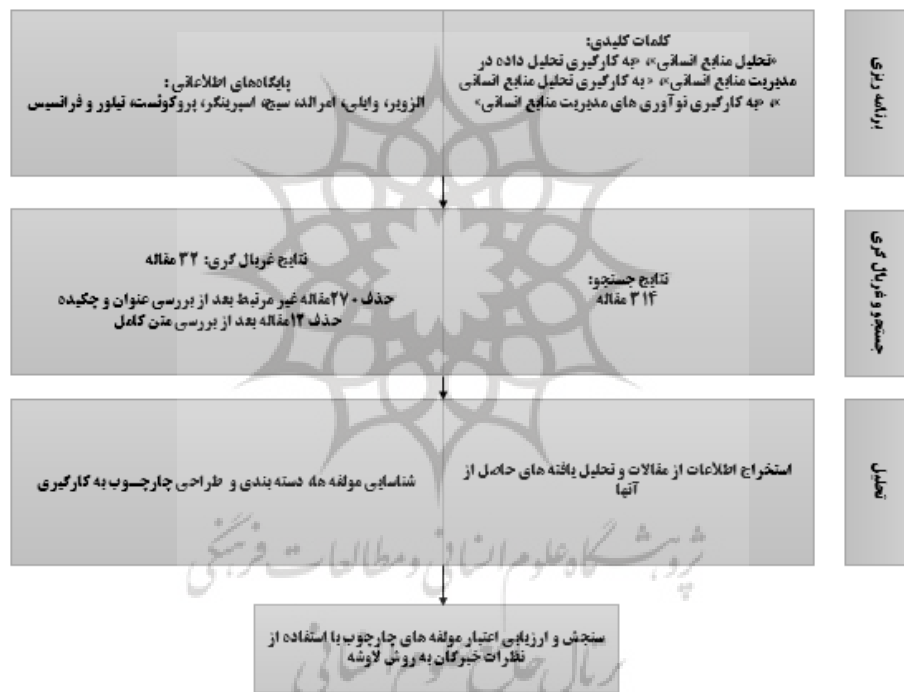 برنامه ریزی
کلمات کلیدی:
«تحلیل منابع انسانی»، «به کارگیری تحلیل داده در
مدیریت منابع انسانی»، « به کارگیری تحلیل منابع انسانی
»، «به کارگیری نوآوری های مدیریت منابع انسانی»
پایگاه‌های اطلاعاتی:
الزویر، وایلی، امرالد، سیج، اسپرینگر، پروکوئست، تیلور و فرانسیس
جستجو و غربال گری
نتایج جستجو:
۳۱۴ مقاله
نتایج غربال گری: ۳۲ مقاله
حذف ۲۷۰مقاله غیر مرتبط بعد از بررسی عنوان و چکیده
حذف ۱۲مقاله بعد از بررسی متن کامل
تحلیل
استخراج اطلاعات از مقالات و تحلیل یافته های حاصل از
آنها
شناسایی مولفه ها، دسته بندی و طراحی چارچوب به کارگیری
پژوهشگاه علوم انسانی و مطالعات فرهنگی
سنجش و ارزیابی اعتبار مولفه های چارچوب با استفاده از
نظرات خبرگان به روش لاوشه
پرتال جامع علوم انسانی